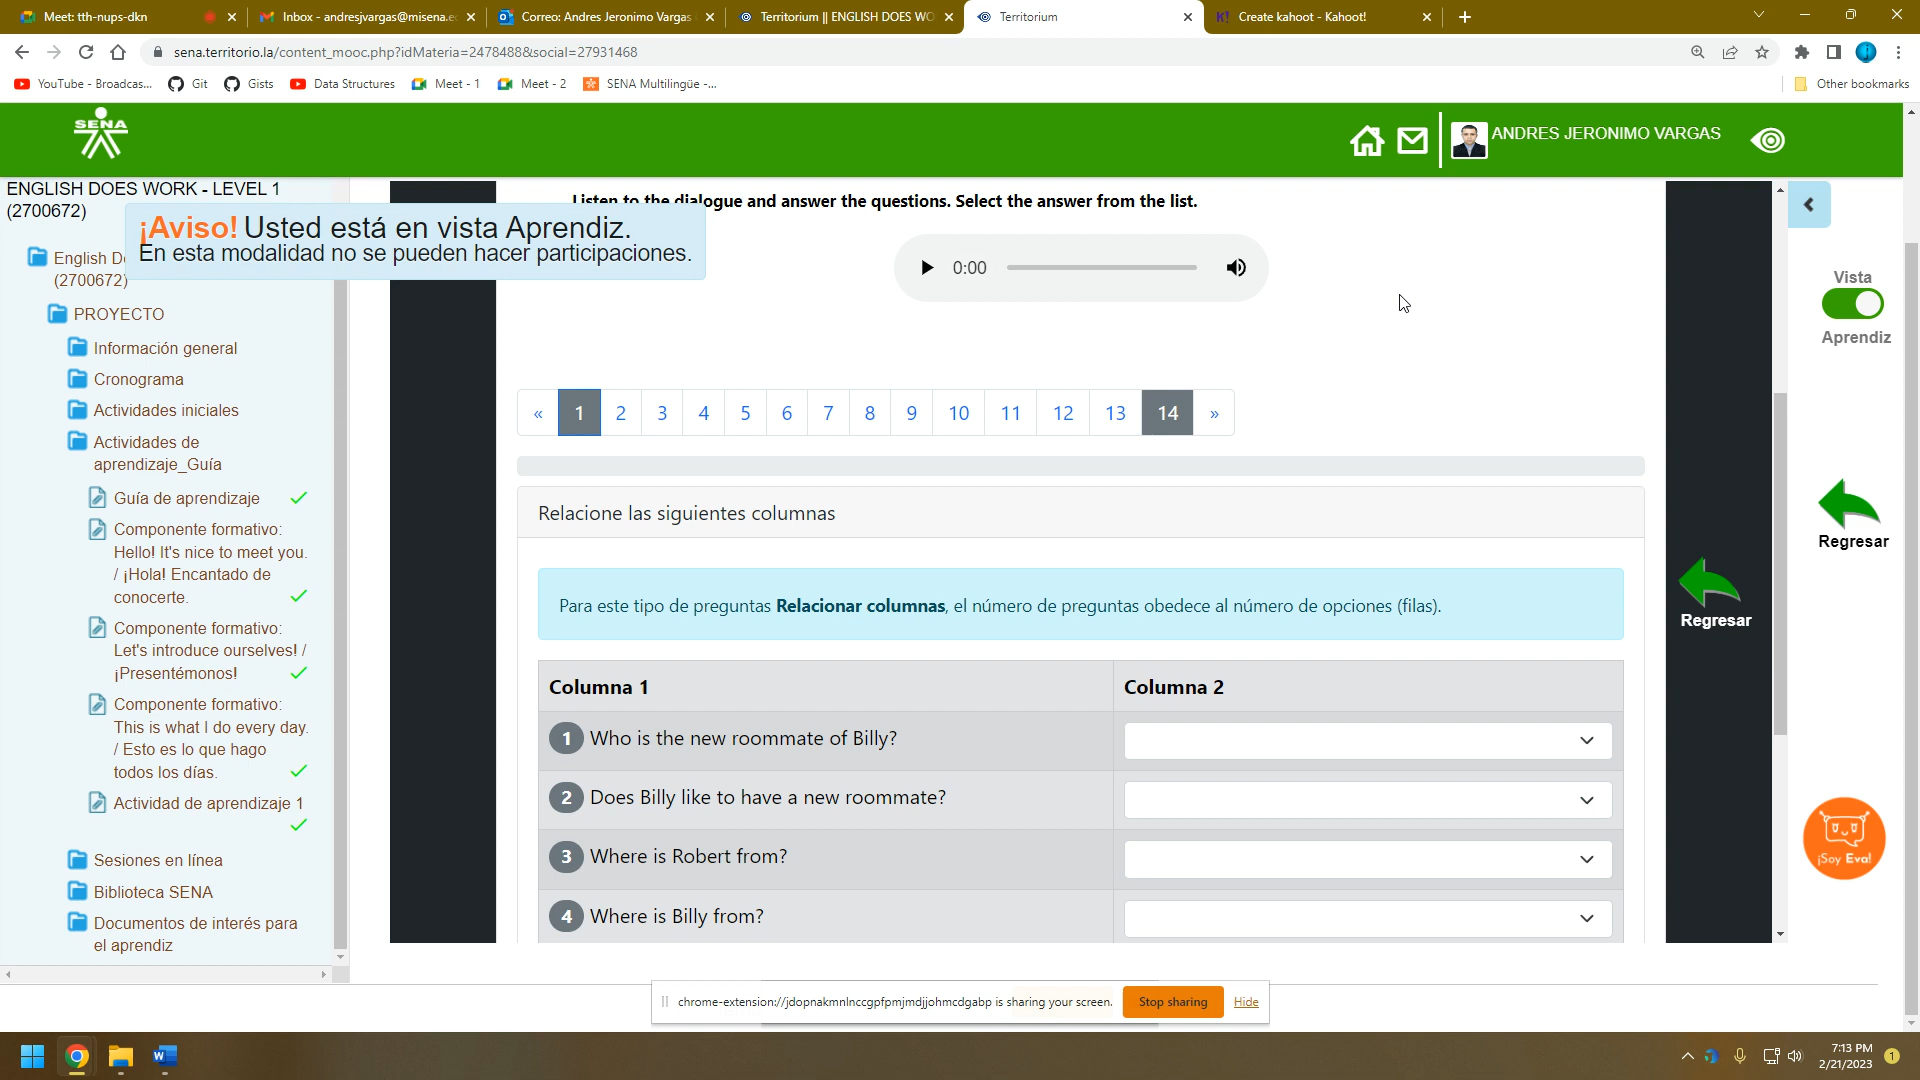 Meet: tth-nups-dkn
Inbox - andresjvargas@misena.e
Correo: Andres Jeronimo Vargas
Territorium || ENGLISH DOES WO
Territorium
Create kahoot - Kahoot!
sena.territorio.la/content_mooc.php?idMateria=2478488&social=27931468
YouTube - Broadcas...
Git
Gists
Data Structures
Meet - 1
Meet - 2
SENA Multilingüe -...
Other bookmarks
SENA
ANDRES JERONIMO VARGAS
ENGLISH DOES WORK - LEVEL 1
(2700672)
¡Aviso! Usted está en vista Aprendiz.
En esta modalidad no se pueden hacer participaciones.
English D
(2700672)
PROYECTO
Información general
Cronograma
Actividades iniciales
Actividades de
aprendizaje_Guía
Guía de aprendizaje
Componente formativo:
Hello! It's nice to meet you.
/ ¡Hola! Encantado de
conocerte.
Componente formativo:
Let's introduce ourselves! /
¡Presentémonos!
Componente formativo:
This is what I do every day.
/ Esto es lo que hago
todos los días.
Actividad de aprendizaje 1
Sesiones en línea
Biblioteca SENA
Documentos de interés para
el aprendiz
Listen to the dialogue and answer the questions. Select the answer from the list.
0:00
« 1 2 3 4 5 6 7 8 9 10 11 12 13 14 »
Relacione las siguientes columnas
Para este tipo de preguntas Relacionar columnas, el número de preguntas obedece al número de opciones (filas).
Columna 1 Columna 2
1 Who is the new roommate of Billy?
2 Does Billy like to have a new roommate?
3 Where is Robert from?
4 Where is Billy from?
Regresar
Vista
Aprendiz
Regresar
¡Soy Eva!
chrome-extension://jdopnakmnlnccgpfpmjmdjjohmcdgabp is sharing your screen.
Stop sharing
Hide
7:13 PM
2/21/2023
1